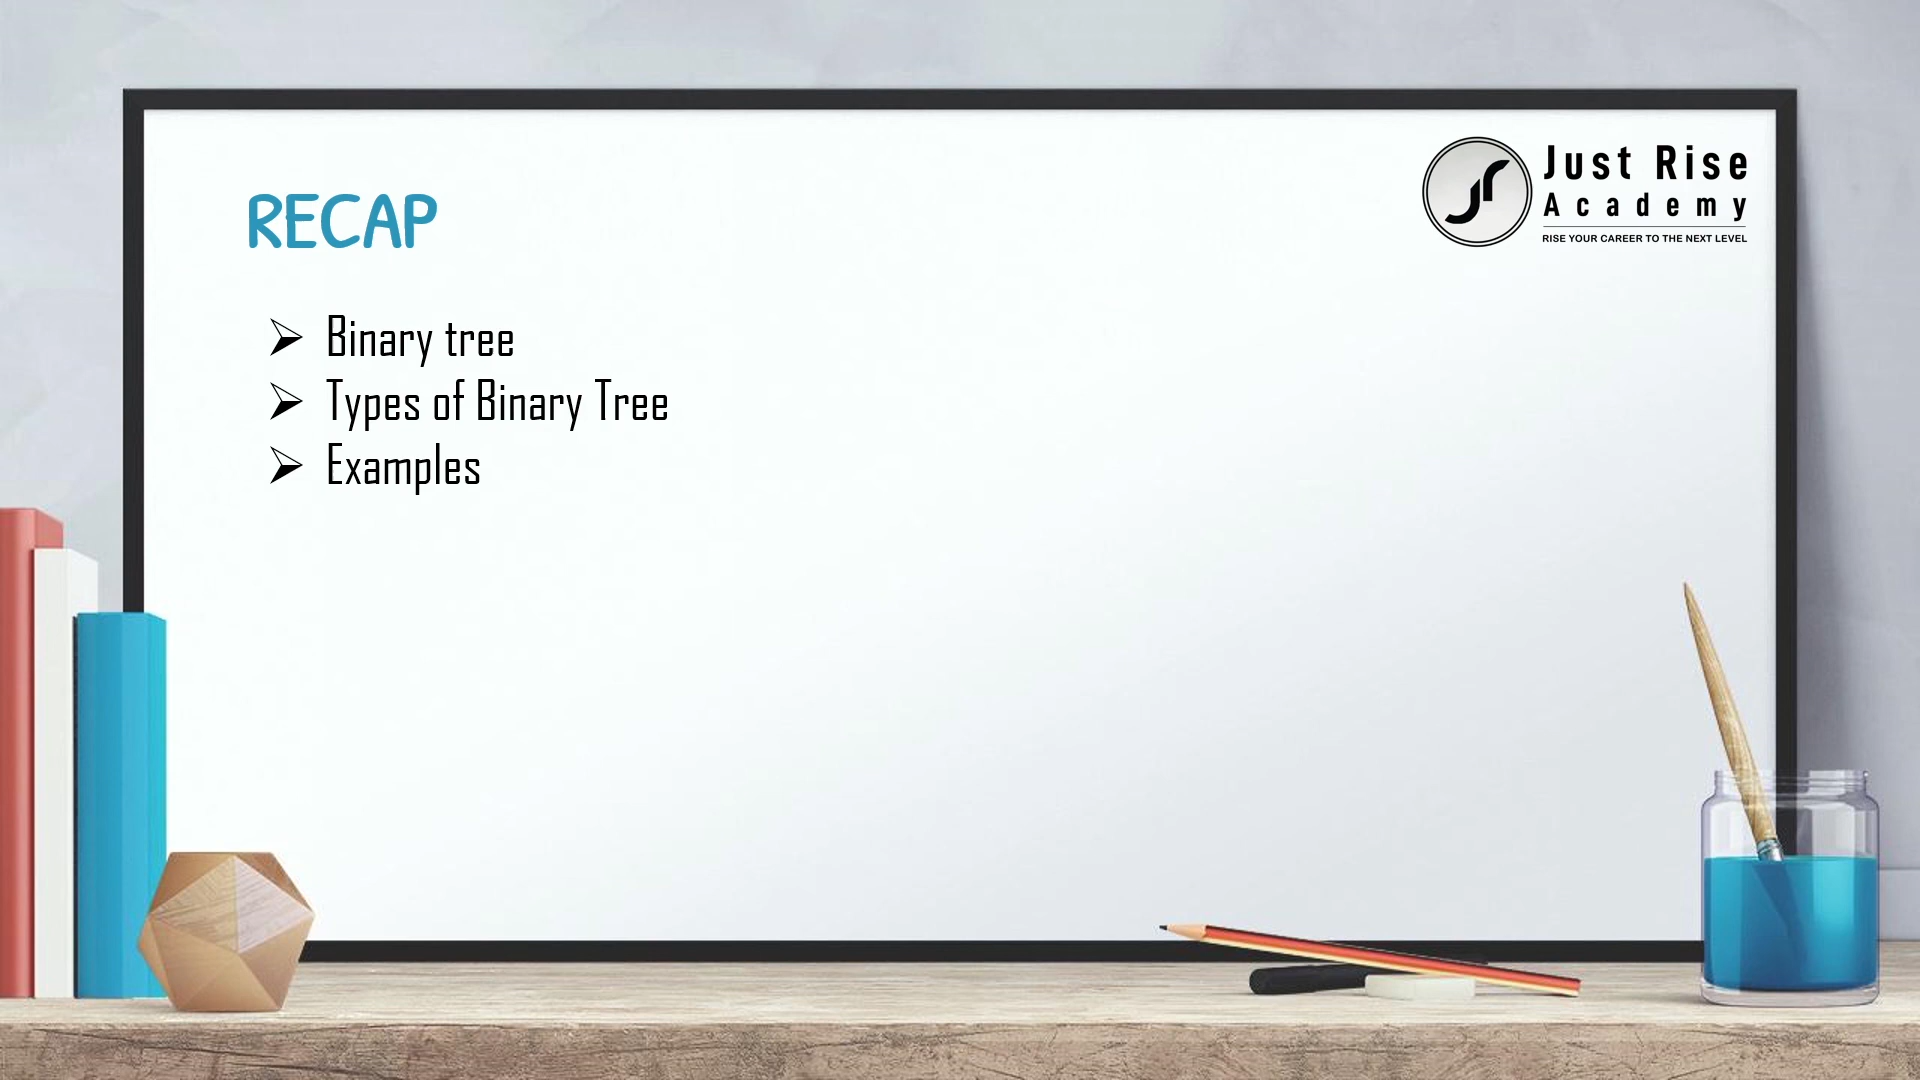 Just Rise
Academy
RISE YOUR CAREER TO THE NEXT LEVEL
RECAP
Binary tree
Types of Binary Tree
Examples